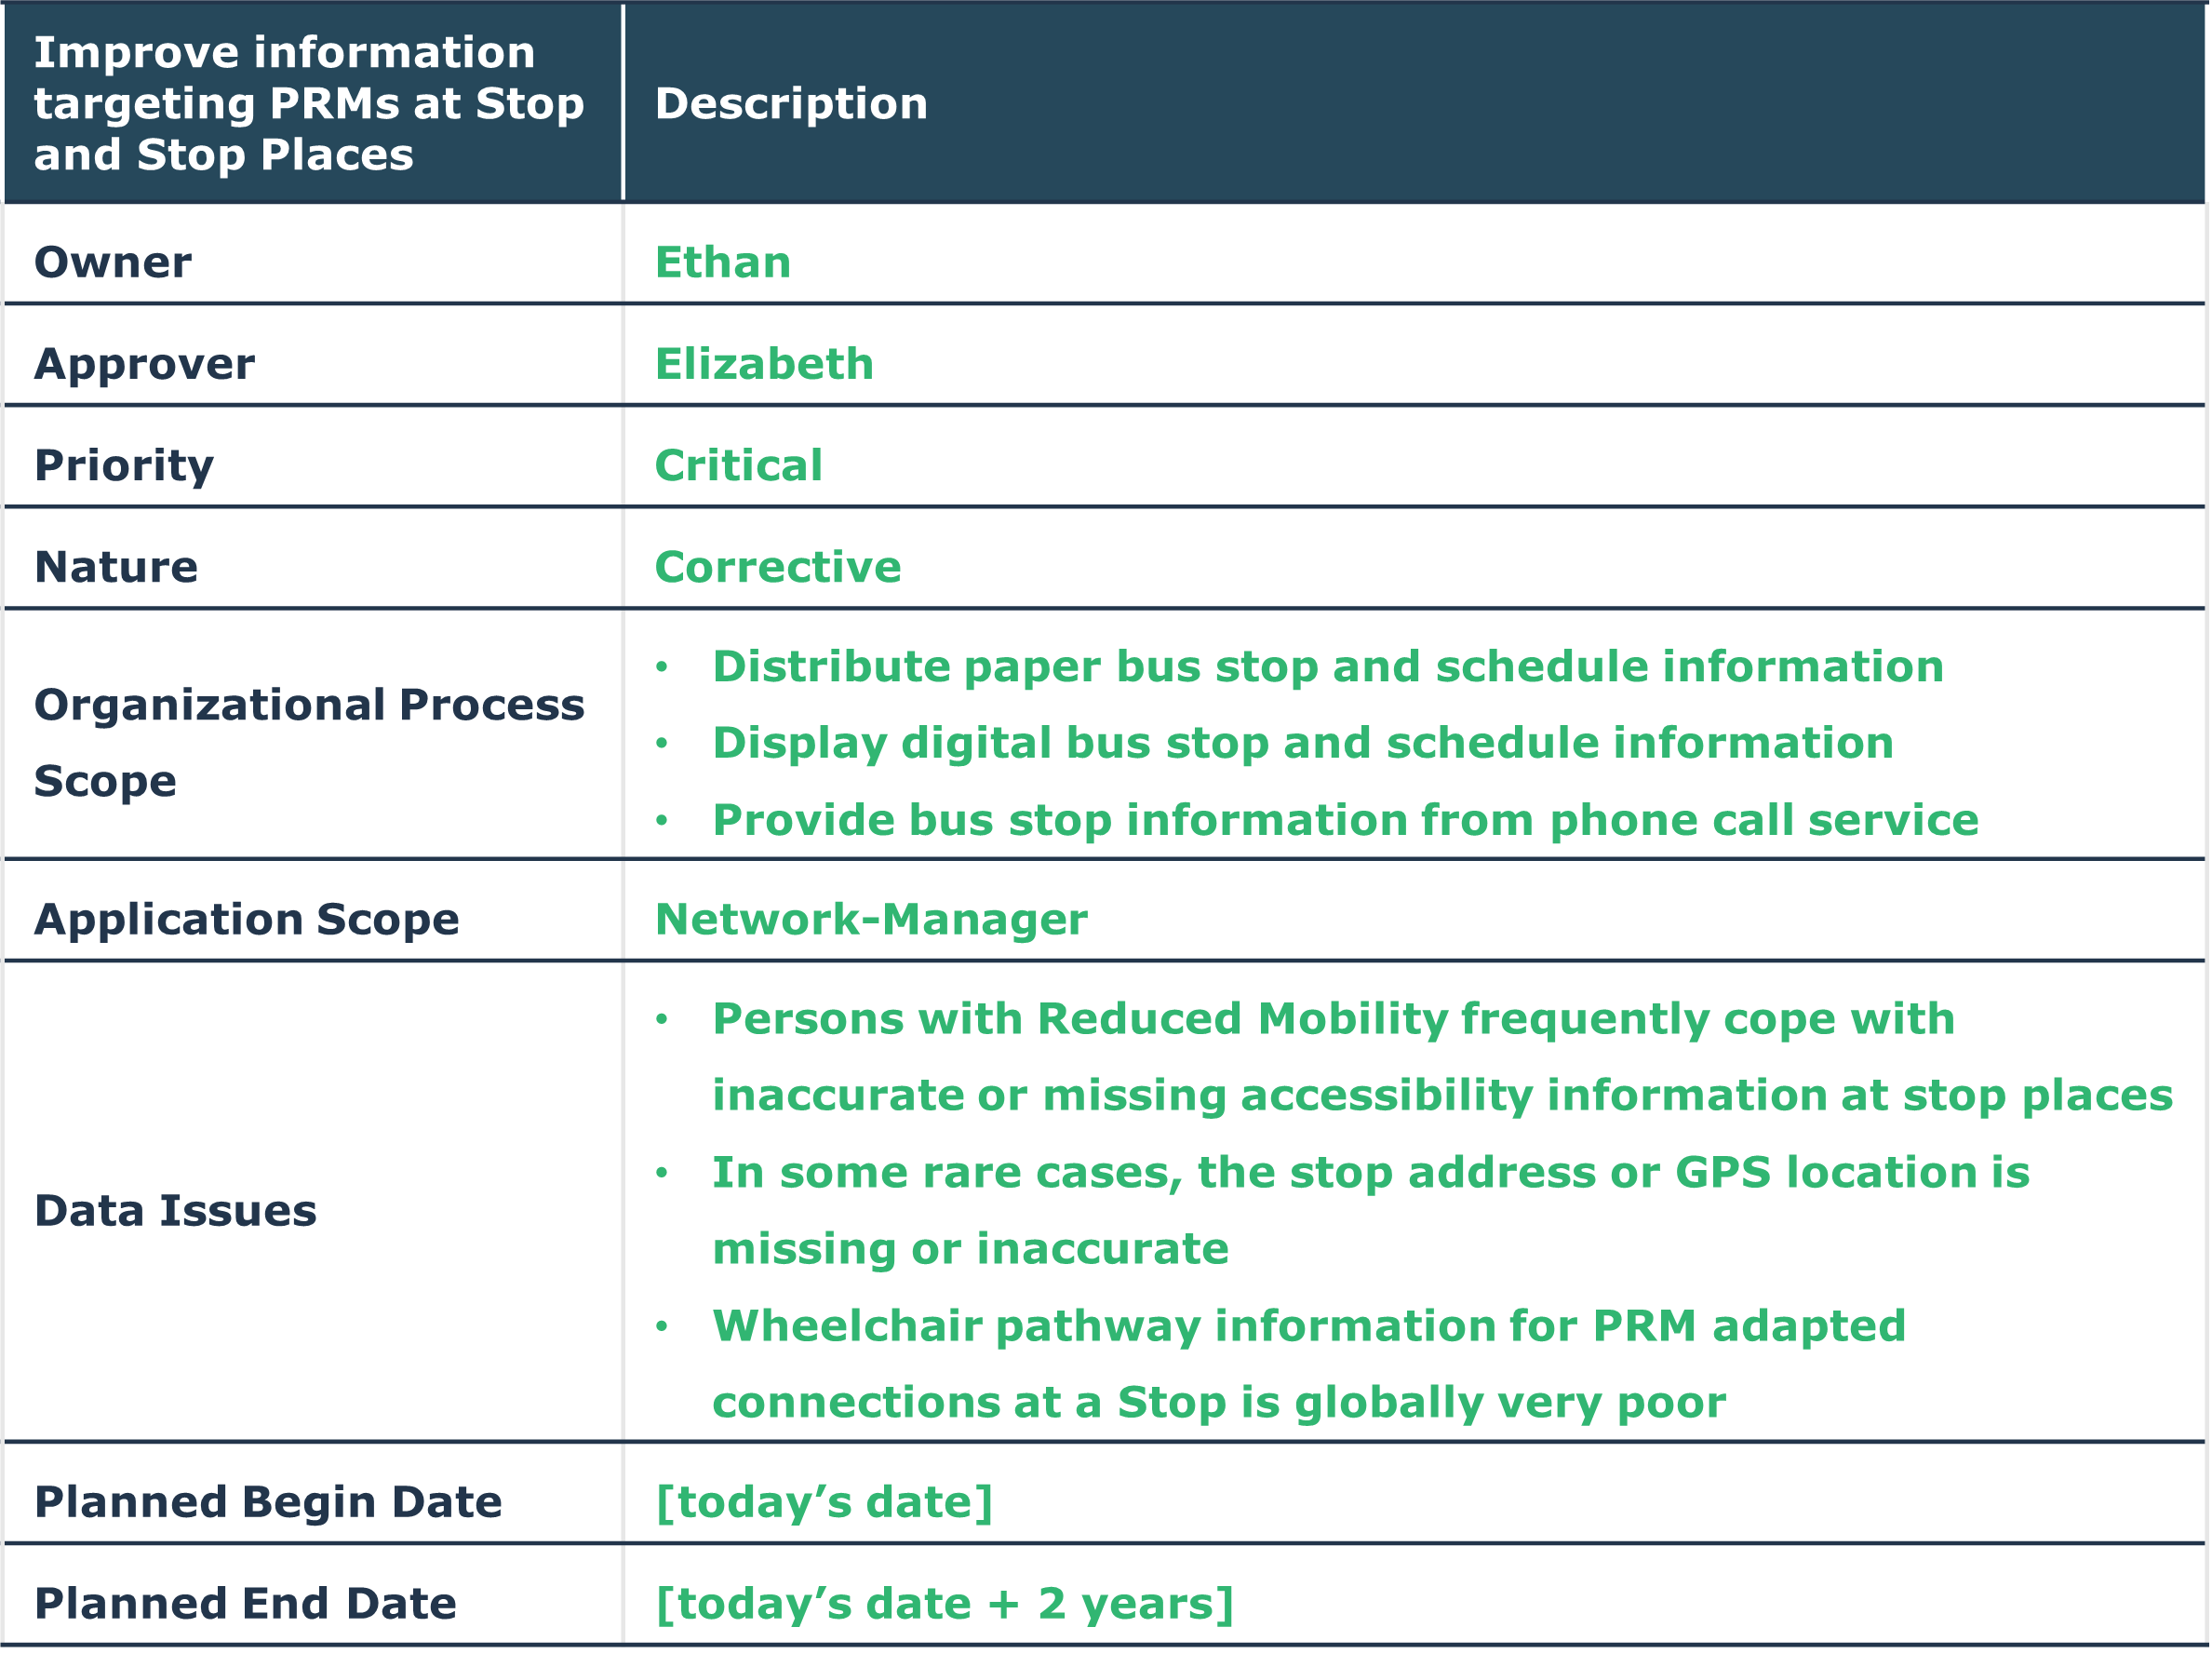 Improve information
targeting PRMs at Stop
and Stop Places
Description
Owner
Ethan
Approver
Elizabeth
Priority
Critical
Nature
Corrective
Organizational Process
Scope
• Distribute paper bus stop and schedule information
• Display digital bus stop and schedule information
• Provide bus stop information from phone call service
Application Scope
Network-Manager
Data Issues
• Persons with Reduced Mobility frequently cope with
inaccurate or missing accessibility information at stop places
• In some rare cases, the stop address or GPS location is
missing or inaccurate
• Wheelchair pathway information for PRM adapted
connections at a Stop is globally very poor
Planned Begin Date
[today’s date]
Planned End Date
[today’s date + 2 years]